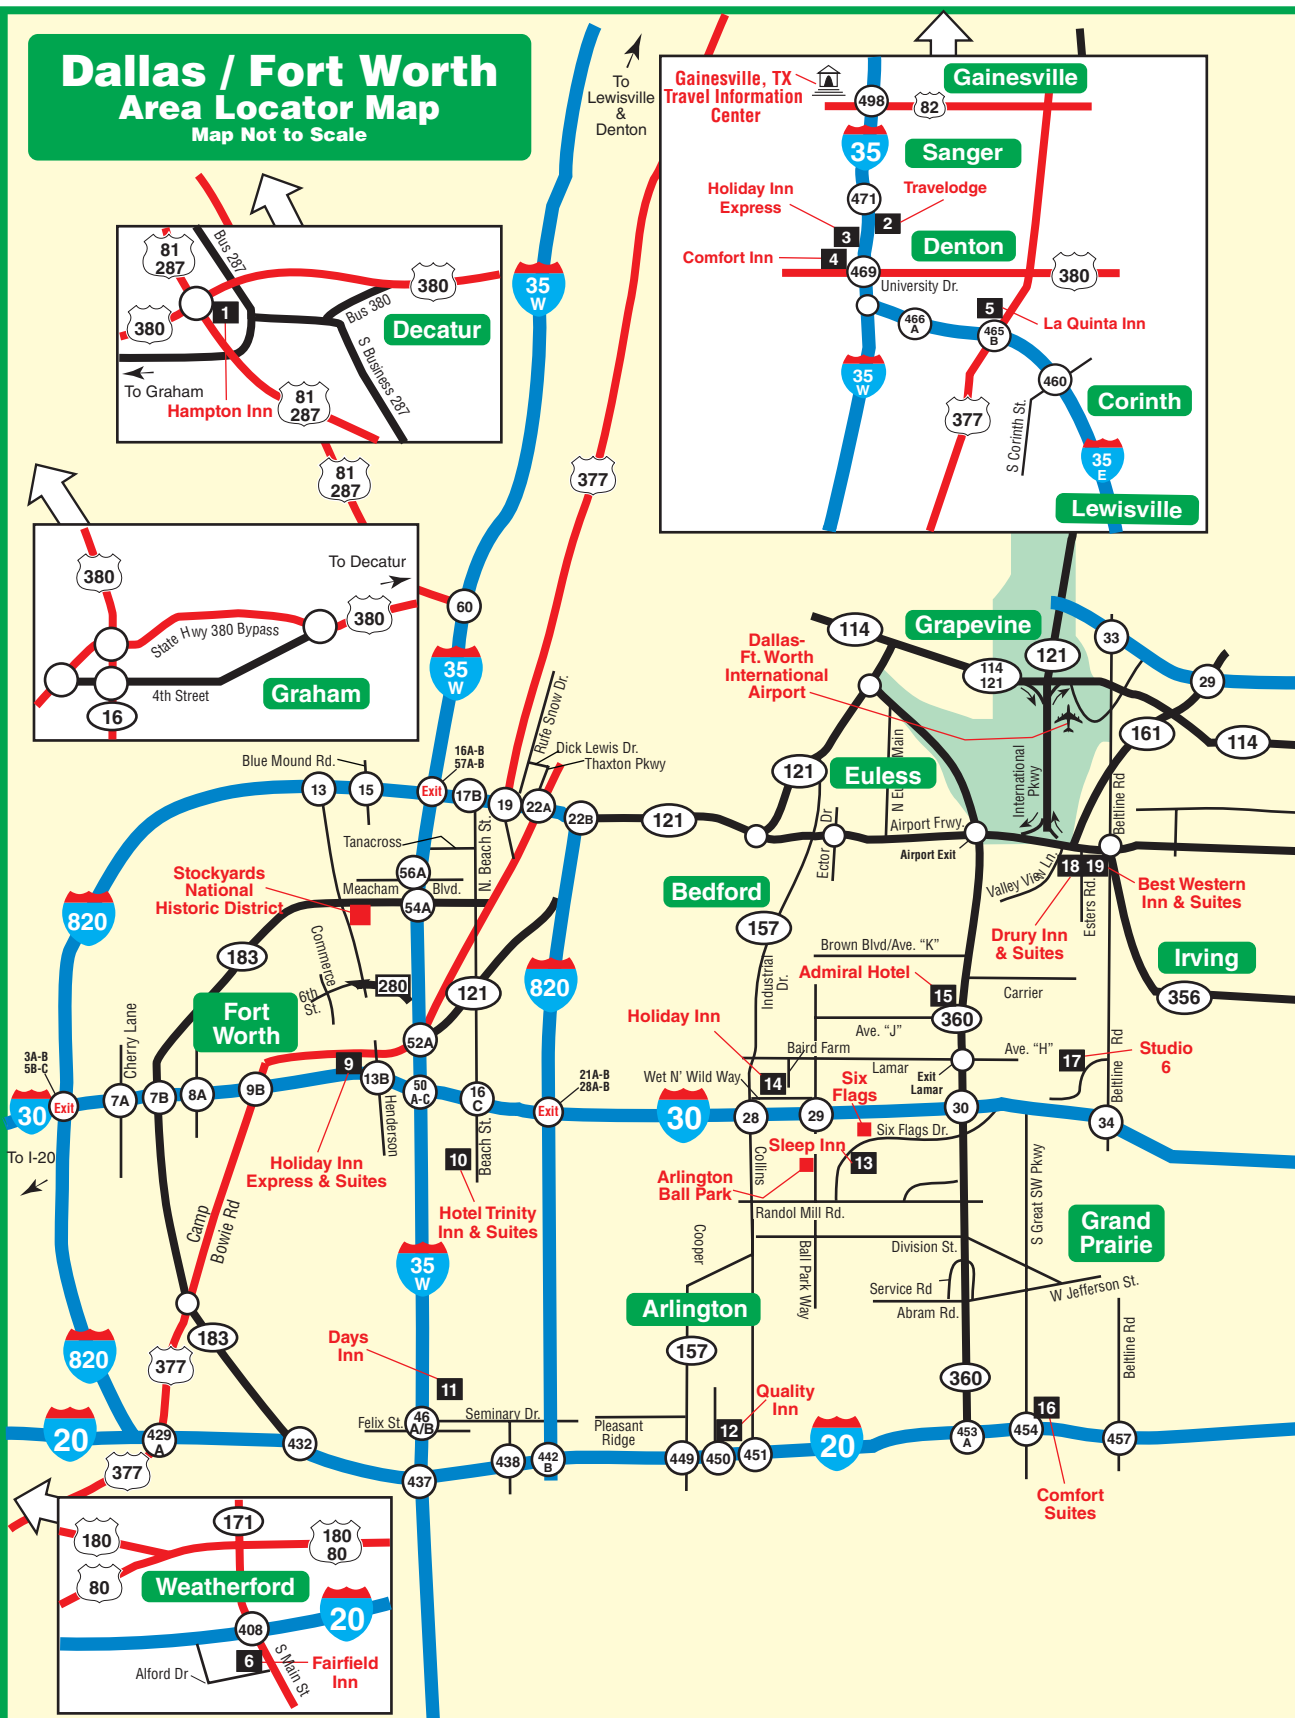 Dallas / Fort Worth
Area Locator Map
Map Not to Scale
To
Lewisville
&
Denton
Gainesville, TX
Travel Information
Center
Gainesville
498
82
35
Sanger
471
Holiday Inn
Express
Travelodge
2
3
Denton
Comfort Inn
4
469
380
University Dr.
5
La Quinta Inn
466
A
465
B
35
W
460
377
Corinth
S Corinth St.
35
E
Lewisville
81
287
Bus 287
380
380
1
Bus 380
Decatur
S Business 287
To Graham
Hampton Inn
81
287
35
W
81
287
377
380
To Decatur
380
State Hwy 380 Bypass
4th Street
Graham
16
60
35
W
114
Grapevine
Dallas-
Ft. Worth
International
Airport
114
121
121
33
29
161
114
Rufe Snow Dr.
Dick Lewis Dr.
Thaxton Pkwy
16A-B
57A-B
Blue Mound Rd.
13
15
Exit
17B
19
22A
22B
121
121
Euless
N Eu Main
International
Pkwy
Beltline Rd
Airport Frwy.
Airport Exit
Ector Dr
Valley View Ln.
N
18
19
Best Western
Inn & Suites
Esters Rd.
Drury Inn
& Suites
Irving
356
Tanacross
N. Beach St.
56A
Meacham
Blvd.
54A
Stockyards
National
Historic District
820
183
Commerce
6th
St.
280
121
820
Fort
Worth
Bedford
157
Industrial
Dr.
Brown Blvd/Ave. “K”
Admiral Hotel
15
Carrier
360
Ave. “J”
Holiday Inn
Baird Farm
Lamar
Ave. “H”
17
Studio
6
Exit
Lamar
Beltline Rd
Wet N’ Wild Way
14
Six
Flags
3A-B
5B-C
Cherry Lane
52A
9
13B
30
Exit
7A
7B
8A
9B
50
A-C
16
C
21A-B
28A-B
Exit
30
28
29
30
34
Henderson
Beach St.
To I-20
Holiday Inn
Express & Suites
10
Hotel Trinity
Inn & Suites
Six Flags Dr.
Sleep Inn
13
Collins
Arlington
Ball Park
Randol Mill Rd.
S Great SW Pkwy
Grand
Prairie
Camp
Bowie Rd
35
W
Cooper
Division St.
Ball Park Way
Service Rd
Abram Rd.
W Jefferson St.
Arlington
183
377
820
157
Beltline Rd
Days
Inn
11
360
Quality
Inn
16
Felix St.
46
A/B
Seminary Dr.
Pleasant
Ridge
12
20
429
A
432
437
438
442
B
449
450
451
20
453
A
454
457
377
Comfort
Suites
180
171
180
80
80
Weatherford
20
408
Alford Dr
6
S Main St
Fairfield
Inn